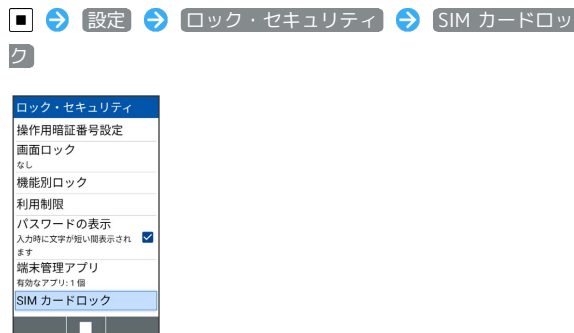 設定 ロック・セキュリティ SIM カードロッ
ク
ロック・セキュリティ
操作用暗証番号設定
画面ロック
なし
機能別ロック
利用制限
パスワードの表示
入力時に文字が短い間表示され
ます
端末管理アプリ
有効なアプリ:1個
SIM カードロック